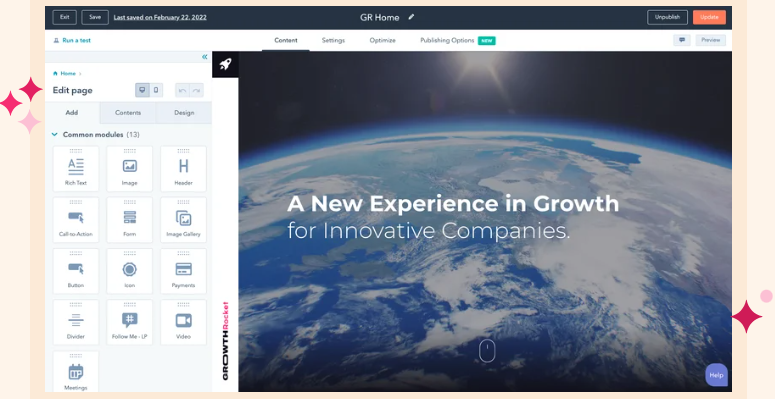 Exit
Save
Last saved on February 22, 2022
GR Home
Unpublish
Update
Run a test
Content
Settings
Optimize
Publishing Options
NEW
Preview
Home
Edit page
Add
Contents
Design
Common modules (13)
Rich Text
Image
Header
Call-to-Action
Form
Image Gallery
Button
Icon
Payments
Divider
Follow Me - LP
Video
Meetings
GROWTHRocket
A New Experience in Growth
for Innovative Companies.
Help